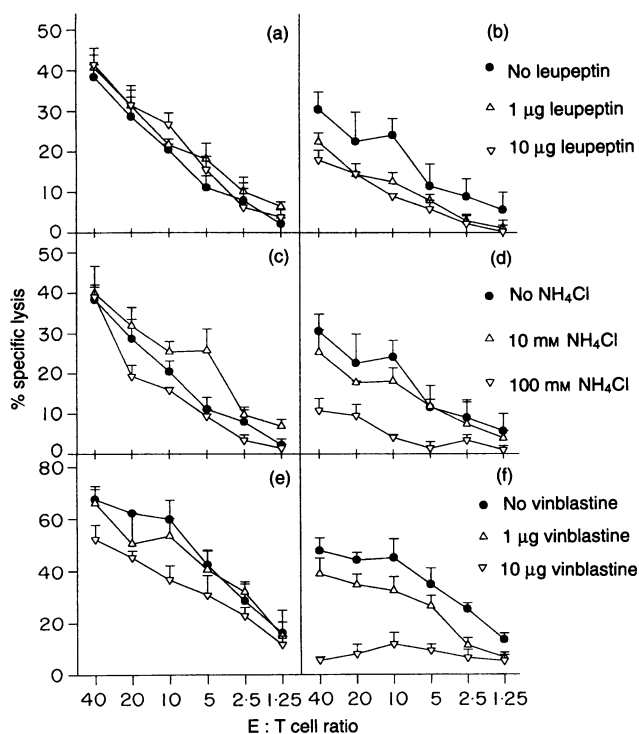 (a)
50
40
30
20
10
0
(b)
No leupeptin
1 μg leupeptin
10 μg leupeptin
(c)
50
40
30
20
10
0
(d)
No NH₄Cl
10 mM NH₄Cl
100 mM NH₄Cl
% specific lysis
(e)
80
60
40
20
0
(f)
No vinblastine
1 μg vinblastine
10 μg vinblastine
40 20 10 5 2·5 1·25
40 20 10 5 2·5 1·25
E : T cell ratio